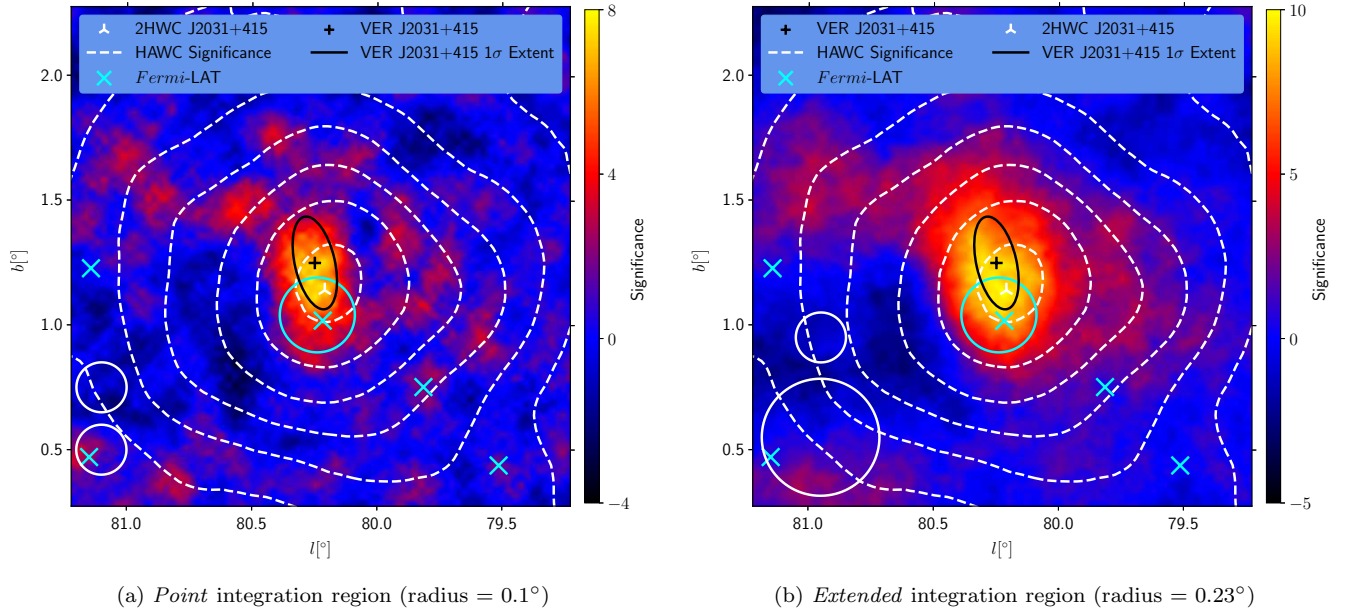 2HWC J2031+415
VER J2031+415
HAWC Significance
VER J2031+415 1σ Extent
Fermi-LAT
2.0
1.5
1.0
0.5
b[°]
81.0
80.5
80.0
79.5
l[°]
8
4
0
−4
Significance
(a) Point integration region (radius = 0.1°)
VER J2031+415
2HWC J2031+415
HAWC Significance
VER J2031+415 1σ Extent
Fermi-LAT
2.0
1.5
1.0
0.5
b[°]
81.0
80.5
80.0
79.5
l[°]
10
5
0
−5
Significance
(b) Extended integration region (radius = 0.23°)